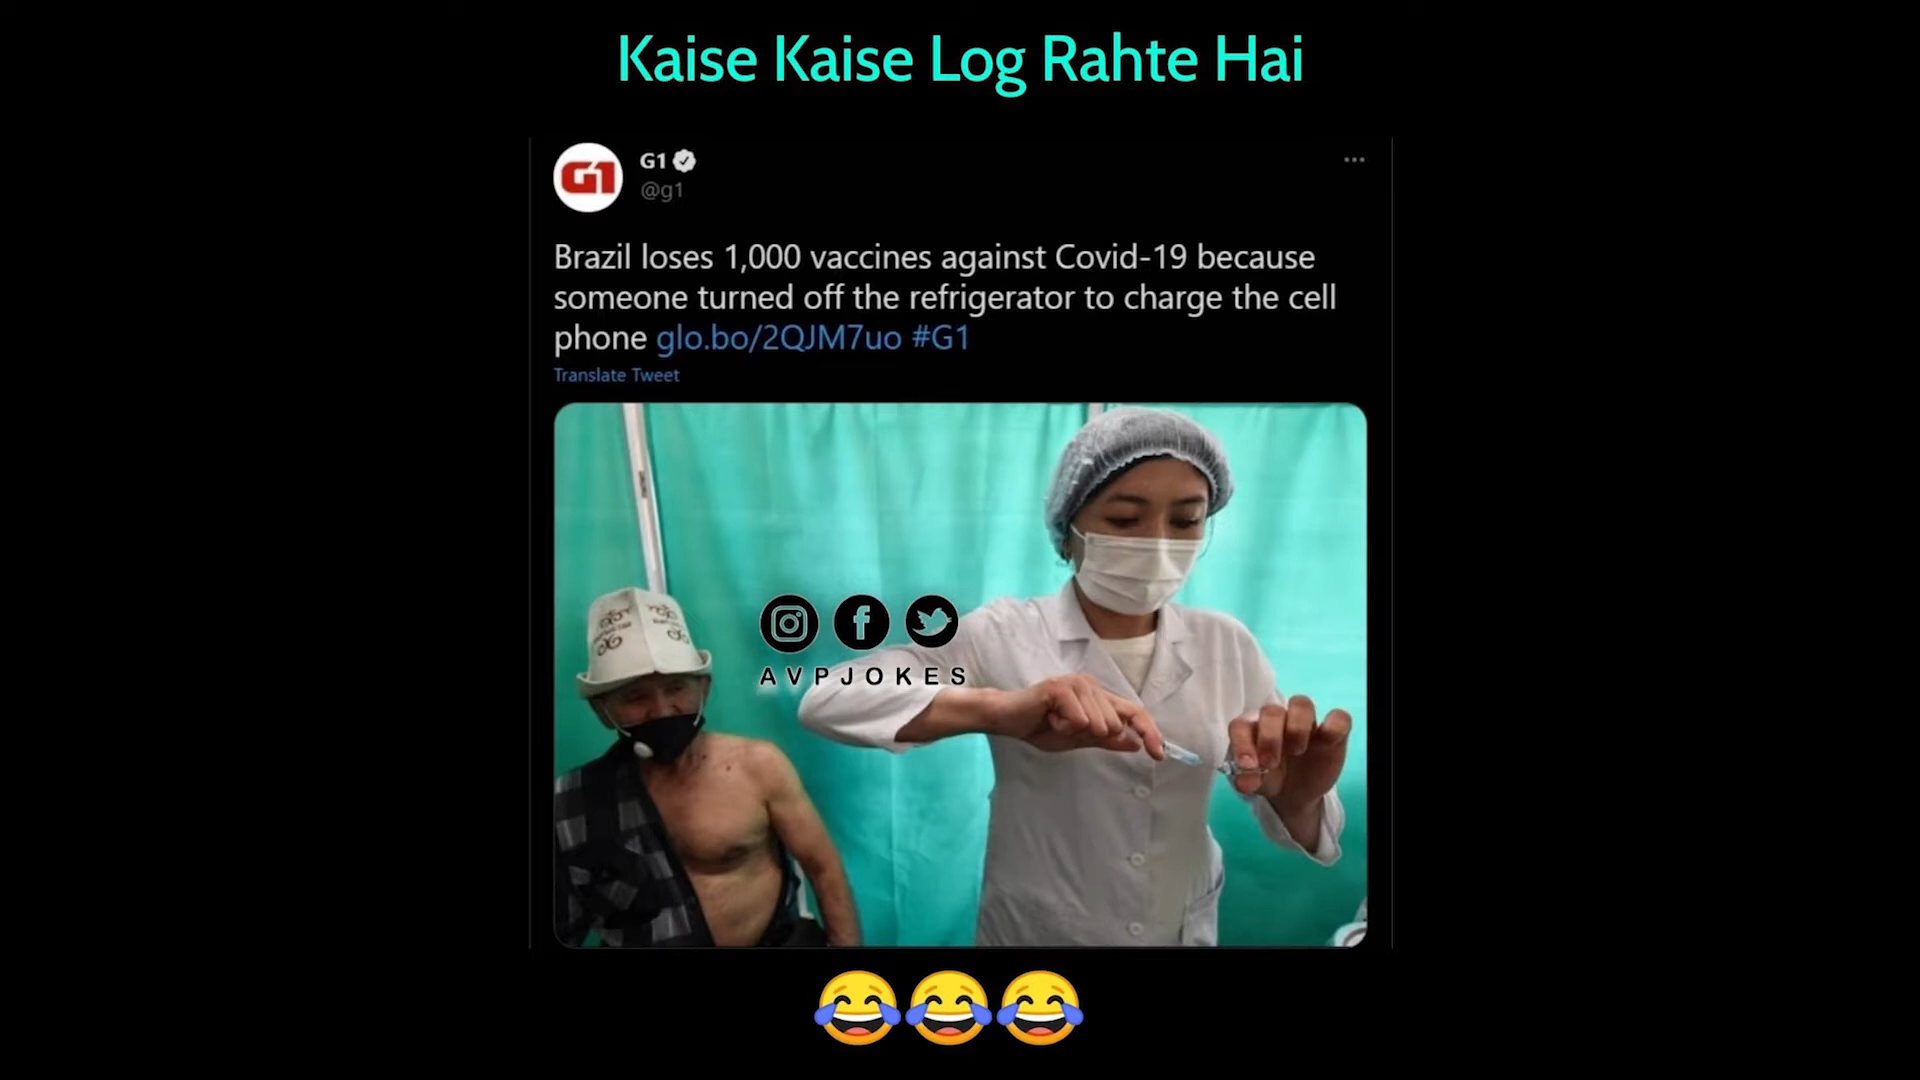 Kaise Kaise Log Rahte Hai
G1
G1
@g1
Brazil loses 1,000 vaccines against Covid-19 because
someone turned off the refrigerator to charge the cell
phone glo.bo/2QJM7uo #G1
Translate Tweet
AVPJOKES